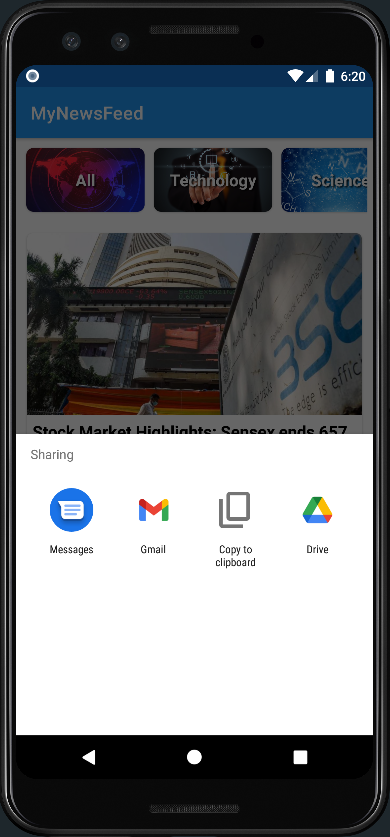 6:20
MyNewsFeed
All
Technology
Science
BSE
The edge is effic
Stock Market Highlights: Sensex ends 657
Sharing
Messages
Gmail
Copy to
clipboard
Drive